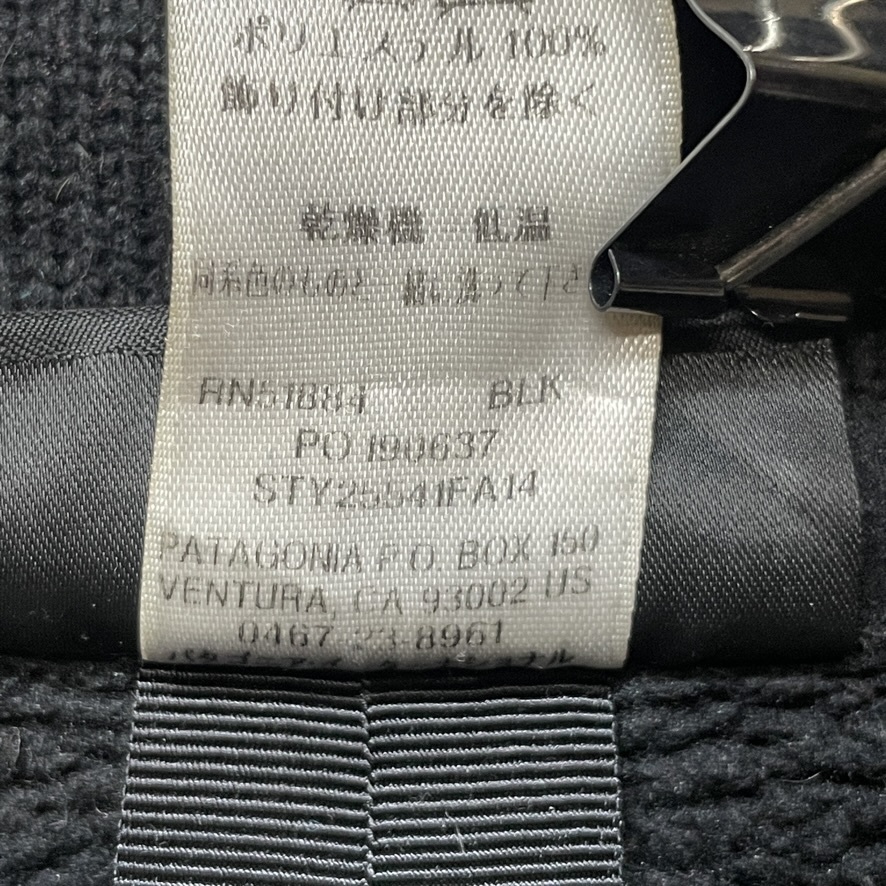 ポリエステル 100%
飾り付け部分を除く
乾燥機 低温
同系色のものと一緒に洗って下さ
RN51884 BLK
PO 190637
STY25541FA14
PATAGONIA P.O. BOX 150
VENTURA, CA 93002 US
0467-23-8961